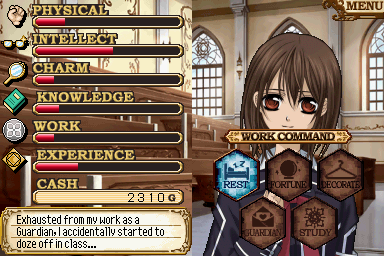 PHYSICAL
INTELLECT
CHARM
KNOWLEDGE
WORK
EXPERIENCE
CASH
2310G
Exhausted from my work as a
Guardian, I accidentally started to
doze off in class...
MENU
WORK COMMAND
REST
FORTUNE
DECORATE
GUARDIAN
STUDY